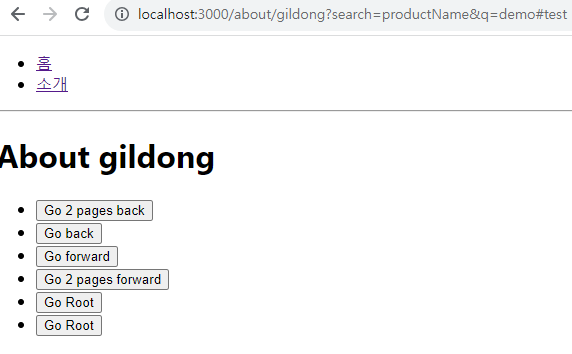 localhost:3000/about/gildong?search=productName&q=demo#test
홈
소개
About gildong
Go 2 pages back
Go back
Go forward
Go 2 pages forward
Go Root
Go Root